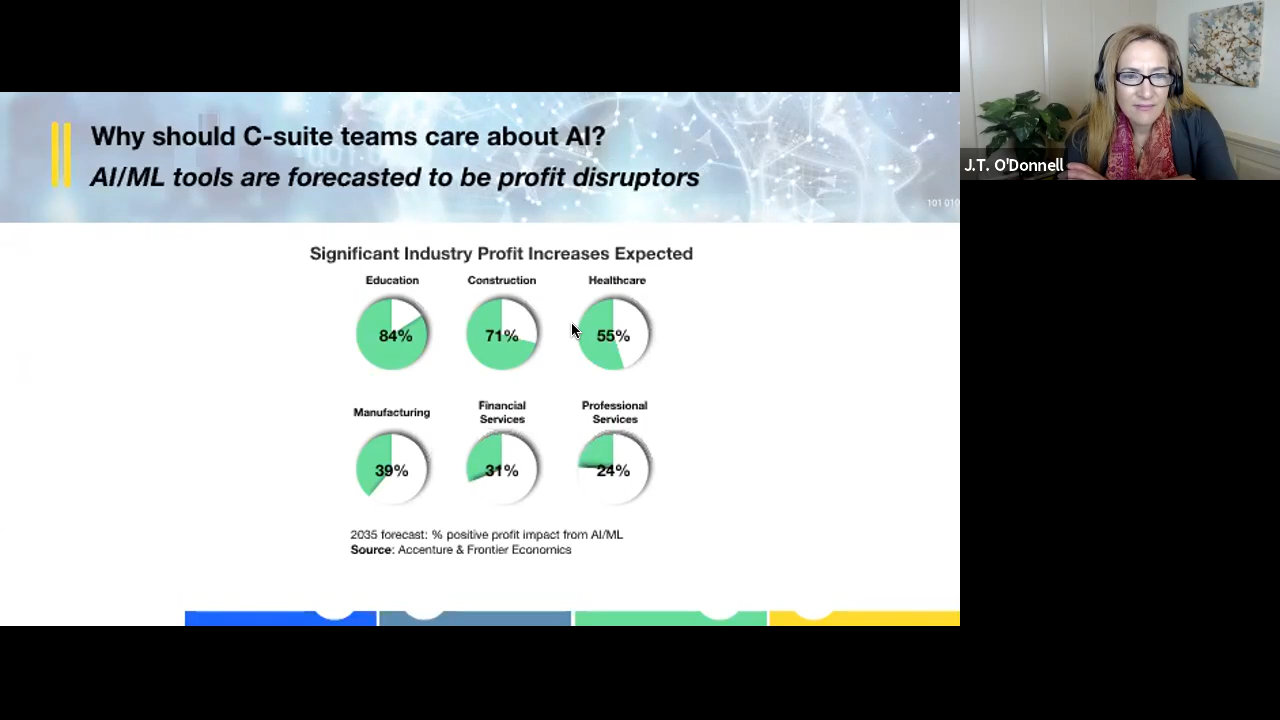 Why should C-suite teams care about AI?
AI/ML tools are forecasted to be profit disruptors
101 010
J.T. O'Donnell
Significant Industry Profit Increases Expected
Education
Construction
Healthcare
84%
71%
55%
Manufacturing
Financial
Services
Professional
Services
39%
31%
24%
2035 forecast: % positive profit impact from AI/ML
Source: Accenture & Frontier Economics